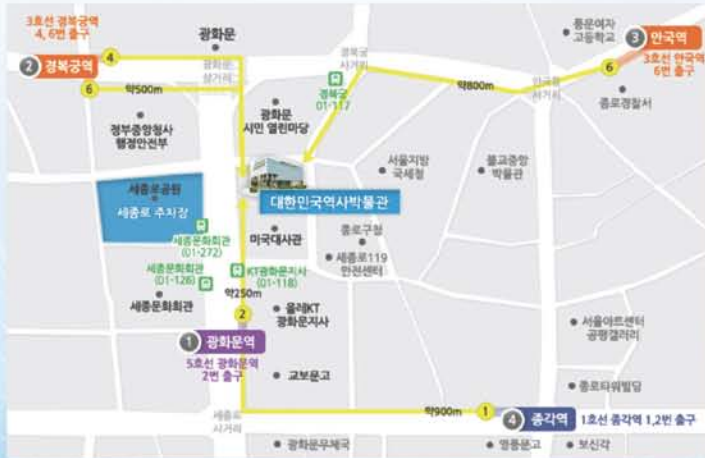 3호선 경복궁역
4, 6번 출구
2 경복궁역
4
6
약500m
광화문
광화문
삼거리
경복궁
사거리
경복궁
01-117
풍문여자
고등학교
3 안국역
3호선 안국역
6번 출구
6
약800m
안국동
사거리
종로경찰서
정부중앙청사
행정안전부
광화문
시민 열린마당
서울지방
국세청
불교중앙
박물관
세종로공원
세종로 주차장
대한민국역사박물관
세종문화회관
(01-272)
미국대사관
종로구청
세종로119
안전센터
세종문화회관
(01-126)
KT광화문지사
(01-118)
약250m
세종문화회관
2
올레KT
광화문지사
서울아트센터
공평갤러리
1 광화문역
5호선 광화문역
2번 출구
교보문고
종로타워빌딩
세종로
사거리
약900m
1
4 종각역
1호선 종각역 1,2번 출구
광화문우체국
영풍문고
보신각